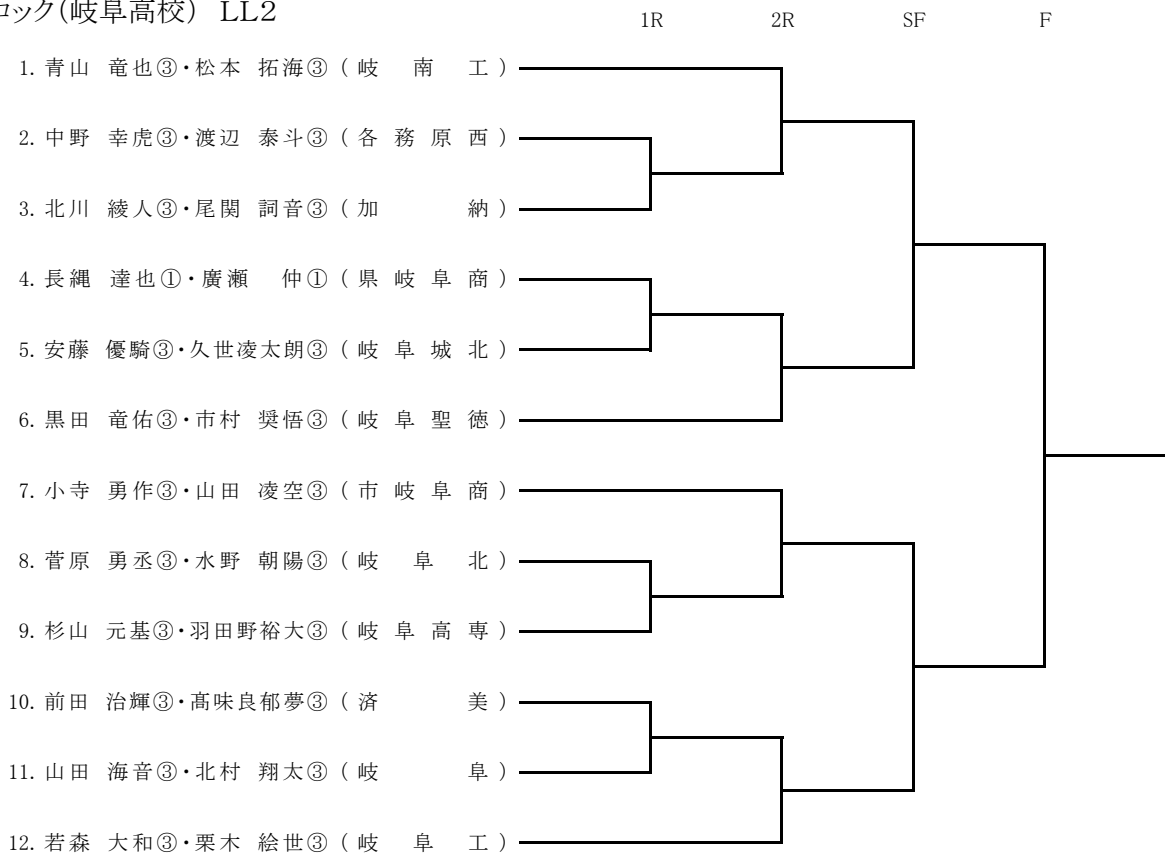 ロック(岐阜高校) LL2
1R 2R SF F
1. 青山 竜也③・松本 拓海③ ( 岐 南 工 )
2. 中野 幸虎③・渡辺 泰斗③ ( 各 務 原 西 )
3. 北川 綾人③・尾関 詞音③ ( 加 納 )
4. 長縄 達也①・廣瀬 仲① ( 県 岐 阜 商 )
5. 安藤 優騎③・久世凌太朗③ ( 岐 阜 城 北 )
6. 黒田 竜佑③・市村 奨悟③ ( 岐 阜 聖 徳 )
7. 小寺 勇作③・山田 凌空③ ( 市 岐 阜 商 )
8. 菅原 勇丞③・水野 朝陽③ ( 岐 阜 北 )
9. 杉山 元基③・羽田野裕大③ ( 岐 阜 高 専 )
10. 前田 治輝③・髙味良郁夢③ ( 済 美 )
11. 山田 海音③・北村 翔太③ ( 岐 阜 )
12. 若森 大和③・栗木 絵世③ ( 岐 阜 工 )